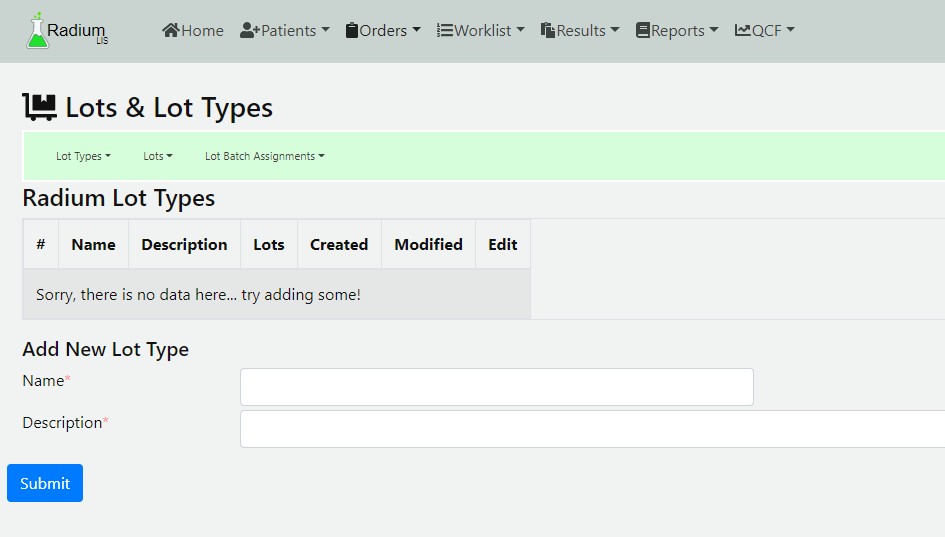 Radium LIS Home Patients Orders Worklist Results Reports QCF
Lots & Lot Types
Lot Types Lots Lot Batch Assignments
Radium Lot Types
# Name Description Lots Created Modified Edit
Sorry, there is no data here... try adding some!
Add New Lot Type
Name*
Description*
Submit